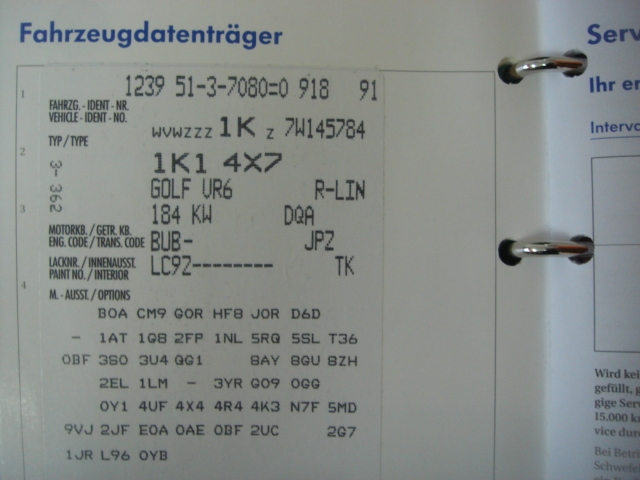 Fahrzeugdatenträger
1239 51-3-7080=0 918 91
1
FAHRZG. - IDENT - NR.
VEHICLE - IDENT - NO.
WVWZZZ 1K Z 7W145784
TYP / TYPE
2
1K1 4X7
3- 362
GOLF VR6 R-LIN
3
184 KW DQA
MOTORKB. / GETR. KB.
ENG. CODE / TRANS. CODE
BUB- JPZ
LACKNR. / INNENAUSST.
PAINT NO. / INTERIOR
LC9Z-------- TK
4
M. - AUSST. / OPTIONS
B0A CM9 G0R HF8 J0R D6D
- 1AT 1G8 2FP 1NL 5RQ 5SL T36
0BF 3S0 3U4 QG1 8AY 8GU 8ZH
2EL 1LM - 3YR G09 0GG
0Y1 4UF 4X4 4R4 4K3 N7F 5MD
9VJ 2JF E0A 0AE 0BF 2UC 2G7
1JR L96 0YB
Serv
Ihr er
Interva
Wird kei
gefüllt, g
gige Serv
15.000 k
vice durc
Bei Betri
Schwefel